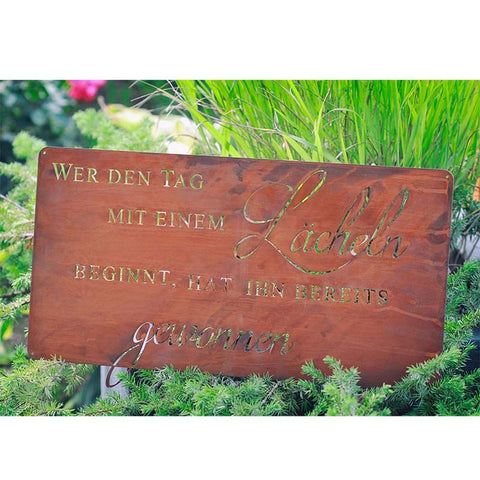 WER DEN TAG
MIT EINEM Lächeln
BEGINNT, HAT IHN BEREITS
gewonnen